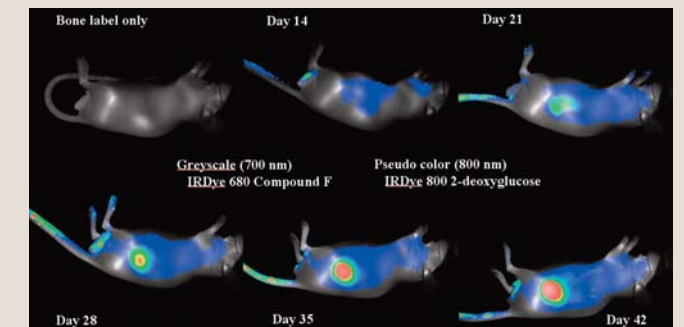 Bone label only
Day 14
Day 21
Greyscale (700 nm)
IRDye 680 Compound F
Pseudo color (800 nm)
IRDye 800 2-deoxyglucose
Day 28
Day 35
Day 42